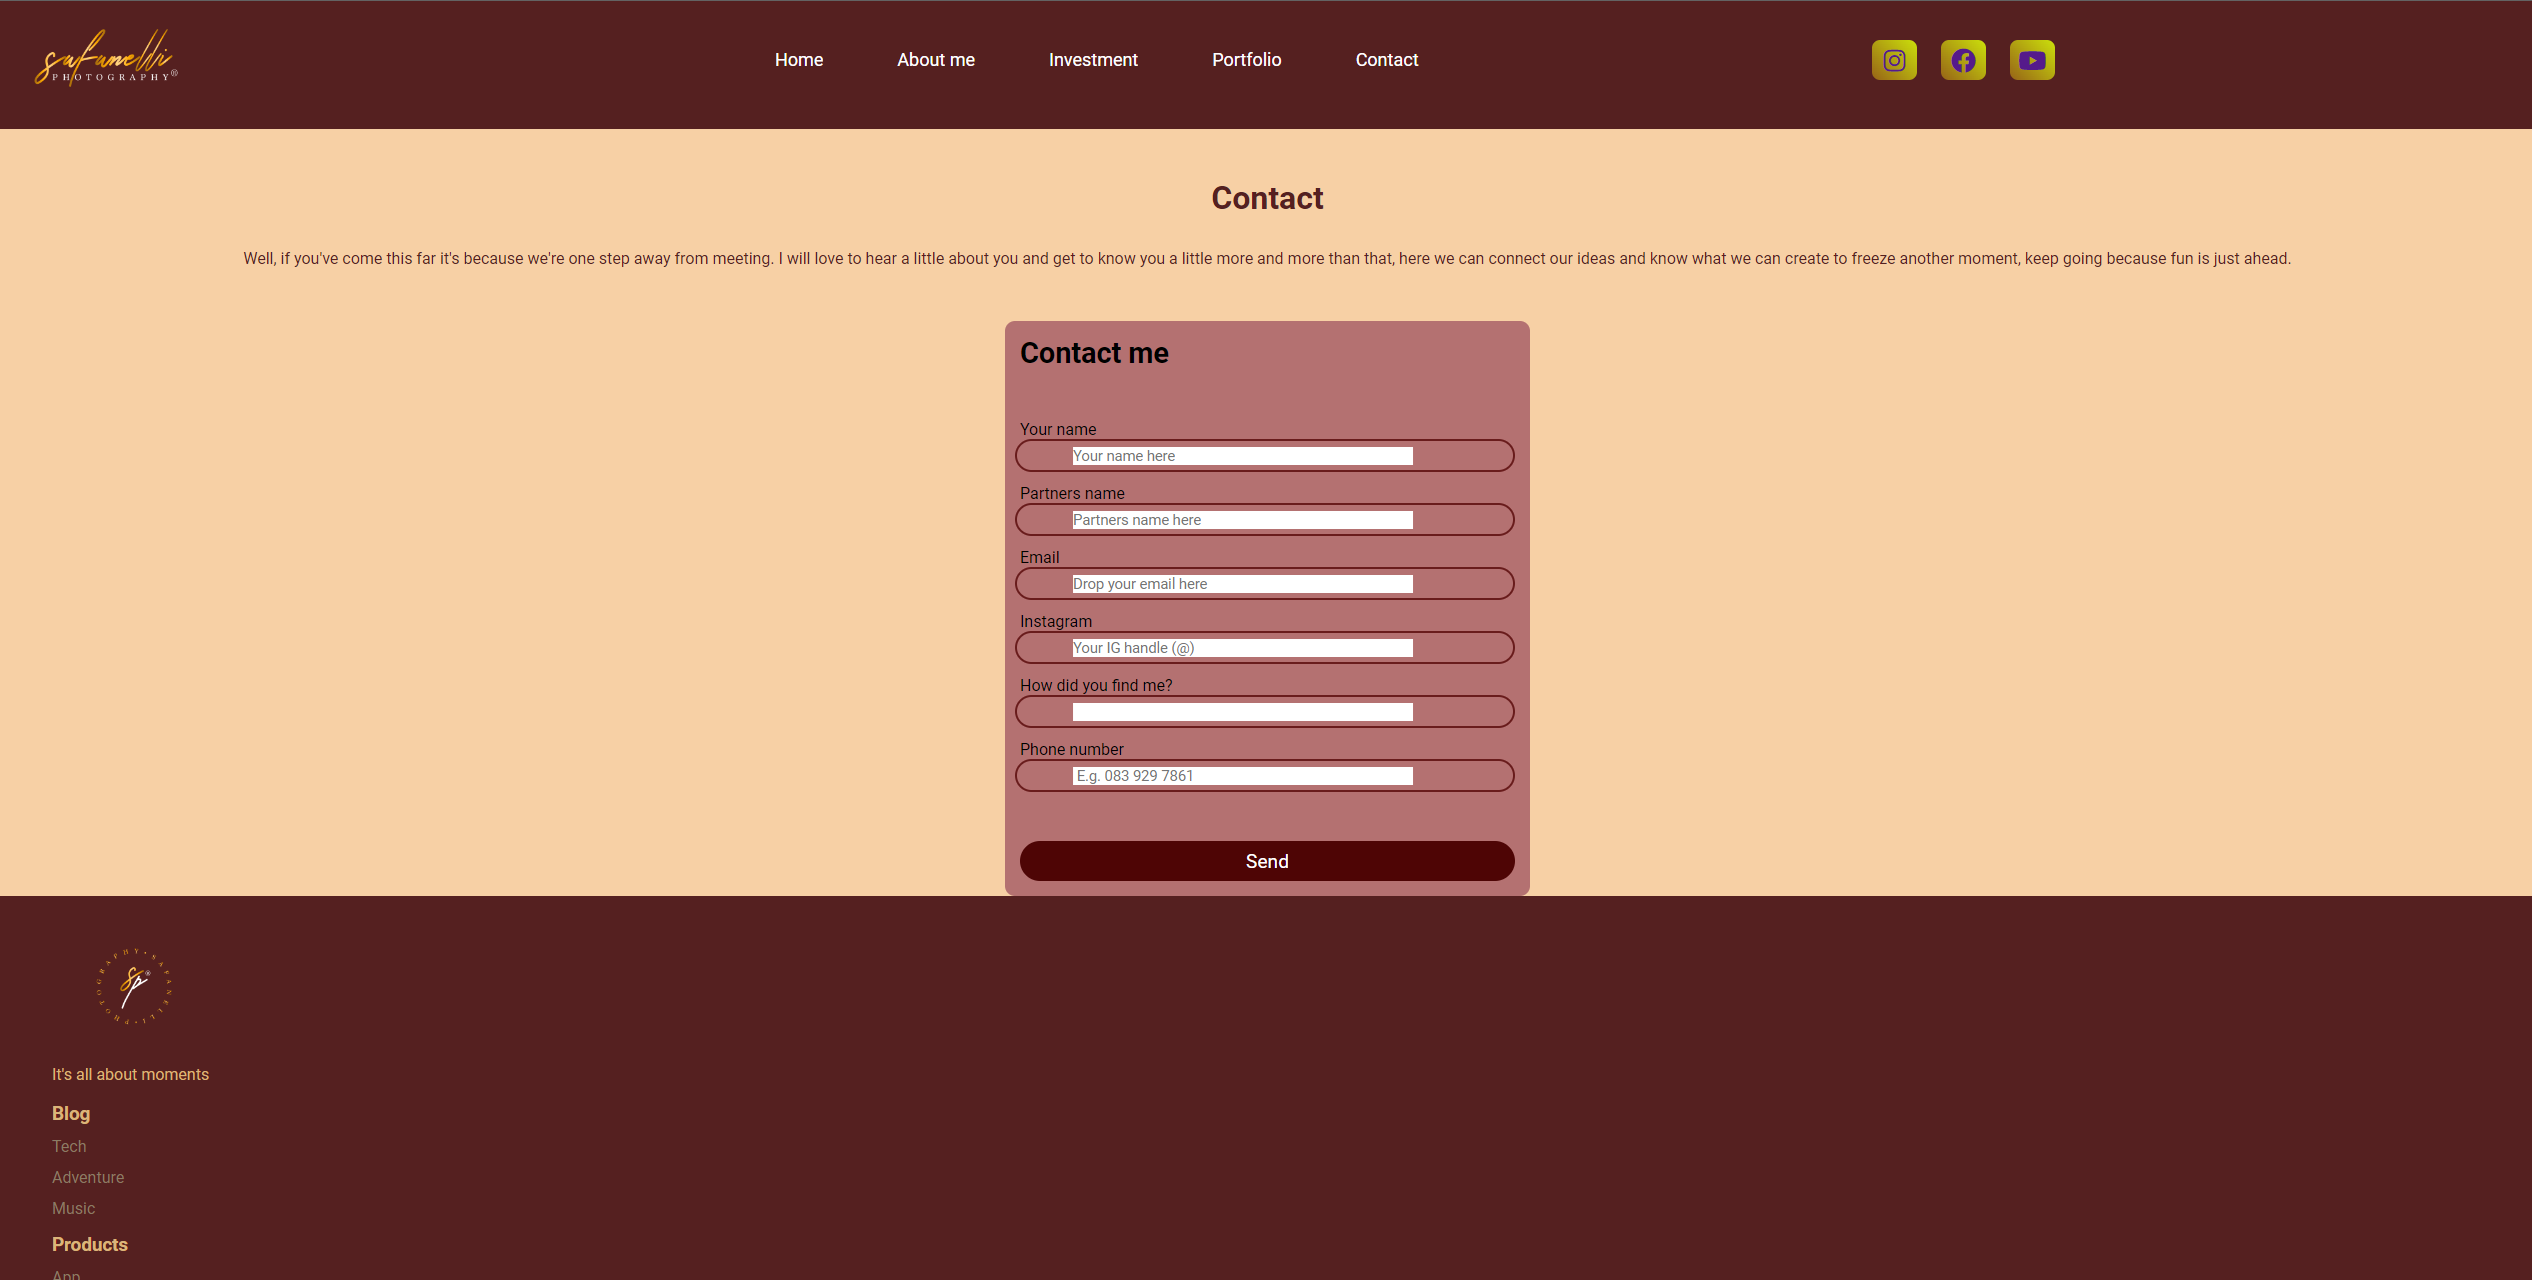 safanelli
PHOTOGRAPHY®
Home About me Investment Portfolio Contact
Contact
Well, if you've come this far it's because we're one step away from meeting. I will love to hear a little about you and get to know you a little more and more than that, here we can connect our ideas and know what we can create to freeze another moment, keep going because fun is just ahead.
Contact me
Your name
Your name here
Partners name
Partners name here
Email
Drop your email here
Instagram
Your IG handle (@)
How did you find me?
Phone number
E.g. 083 929 7861
Send
PHOTOGRAPHY • SAFANELLI •
sp®
It's all about moments
Blog
Tech
Adventure
Music
Products
App